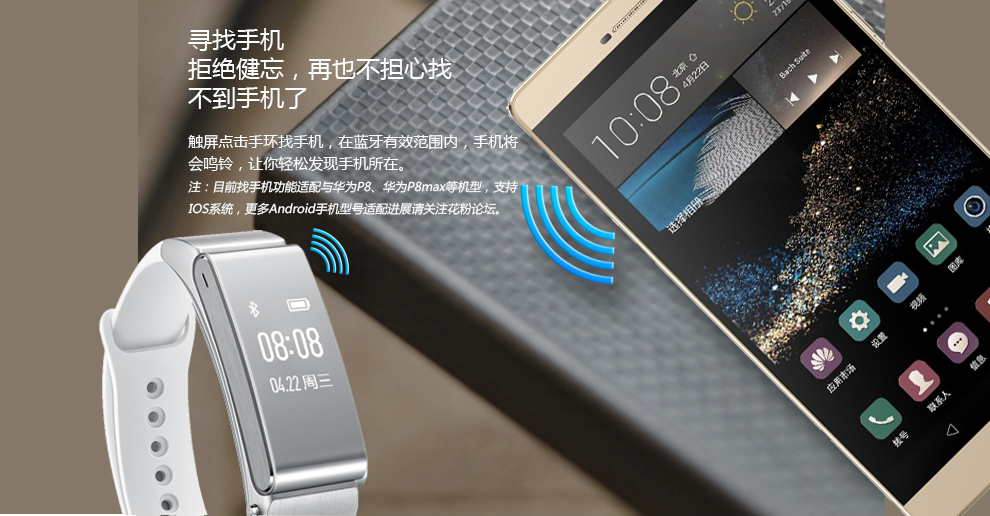 寻找手机
拒绝健忘，再也不担心找
不到手机了
触屏点击手环找手机，在蓝牙有效范围内，手机将
会鸣铃，让你轻松发现手机所在。
注：目前找手机功能适配与华为P8、华为P8max等机型，支持
IOS系统，更多Android手机型号适配进展请关注花粉论坛。
08:08
04.22 周三
10:08
北京
4月22日
Bach Suite
选择相册
图库
视频
设置
应用市场
信息
联系人
拨号